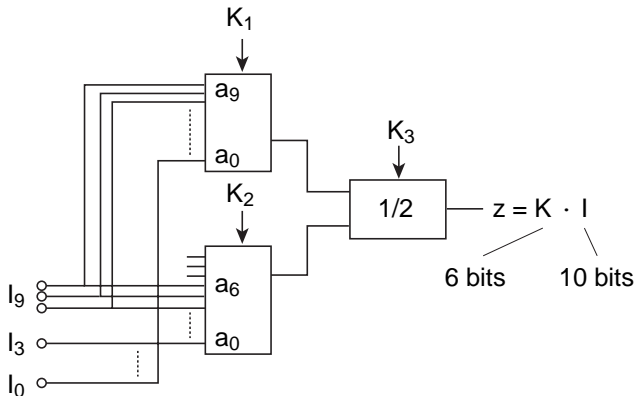 K₁
a₉
a₀
K₂
a₆
a₀
K₃
1/2
z = K · I
6 bits
10 bits
I₉
I₃
I₀